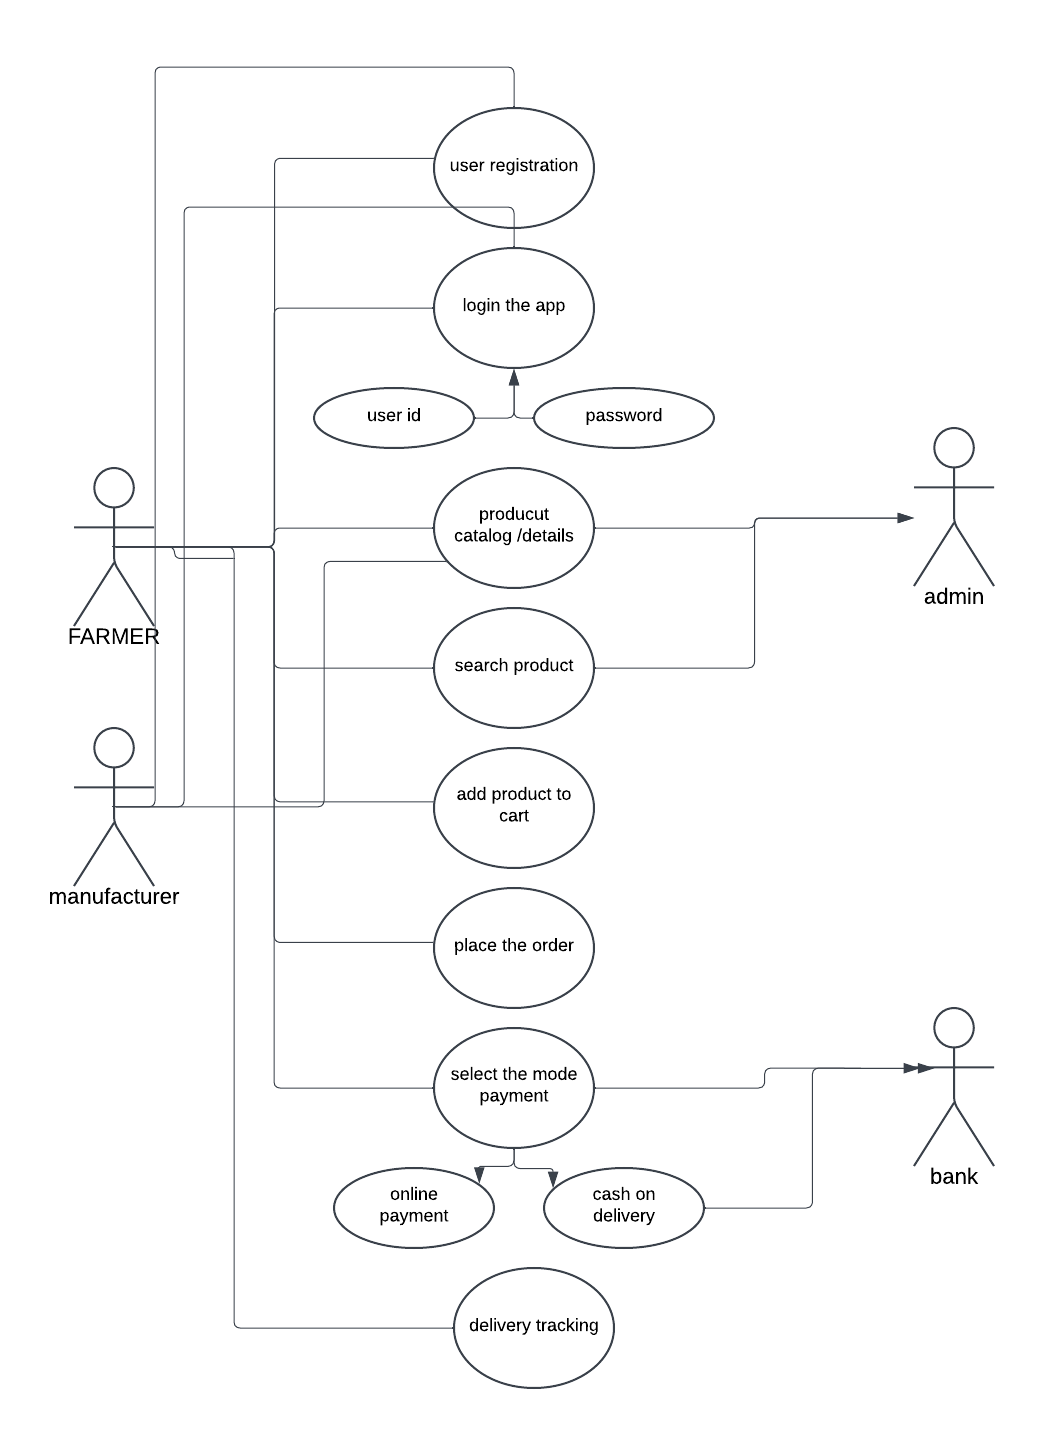 user registration
login the app
user id
password
producut
catalog /details
admin
FARMER
search product
add product to
cart
manufacturer
place the order
select the mode
payment
bank
online
payment
cash on
delivery
delivery tracking